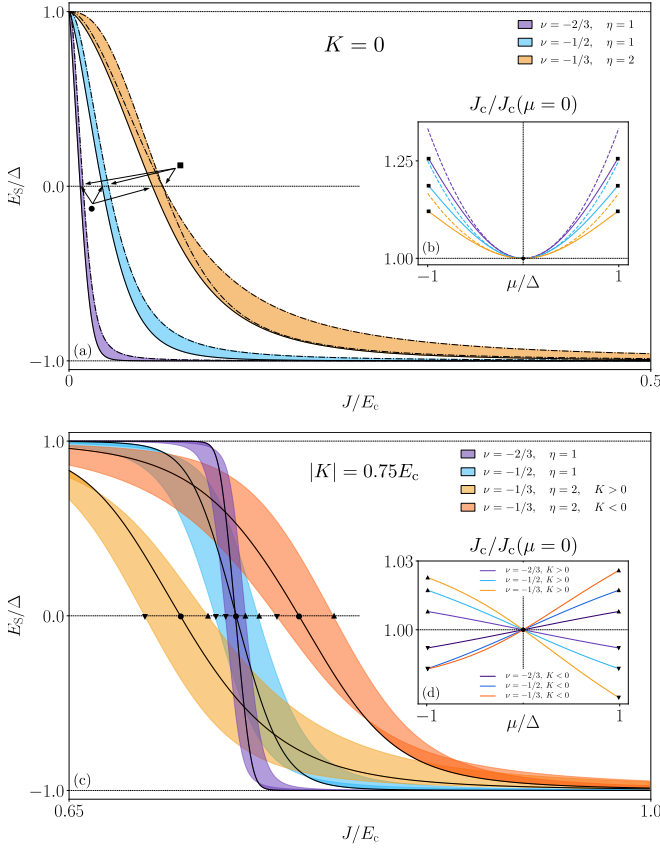 1.0
K = 0
ν = −2/3, η = 1
ν = −1/2, η = 1
ν = −1/3, η = 2
E_S/Δ
0.0
−1.0
(a)
J_c/J_c(μ = 0)
1.25
1.00
(b)
−1
1
μ/Δ
0
0.5
J/E_c
1.0
|K| = 0.75E_c
ν = −2/3, η = 1
ν = −1/2, η = 1
ν = −1/3, η = 2, K > 0
ν = −1/3, η = 2, K < 0
E_S/Δ
0.0
−1.0
(c)
J_c/J_c(μ = 0)
1.03
1.00
ν = −2/3, K > 0
ν = −1/2, K > 0
ν = −1/3, K > 0
(d)
ν = −2/3, K < 0
ν = −1/2, K < 0
ν = −1/3, K < 0
−1
1
μ/Δ
0.65
1.0
J/E_c